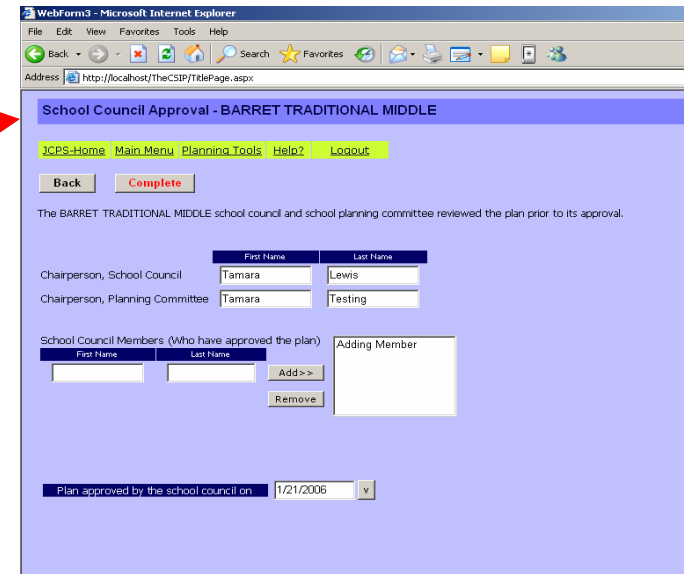 WebForm3 - Microsoft Internet Explorer
File Edit View Favorites Tools Help
Back Search Favorites
Address http://localhost/TheCSIP/TitlePage.aspx
School Council Approval - BARRET TRADITIONAL MIDDLE
JCPS-Home Main Menu Planning Tools Help? Logout
Back Complete
The BARRET TRADITIONAL MIDDLE school council and school planning committee reviewed the plan prior to its approval.
First Name Last Name
Chairperson, School Council Tamara Lewis
Chairperson, Planning Committee Tamara Testing
School Council Members (Who have approved the plan) Adding Member
First Name Last Name
Add>>
Remove
Plan approved by the school council on 1/21/2006 v